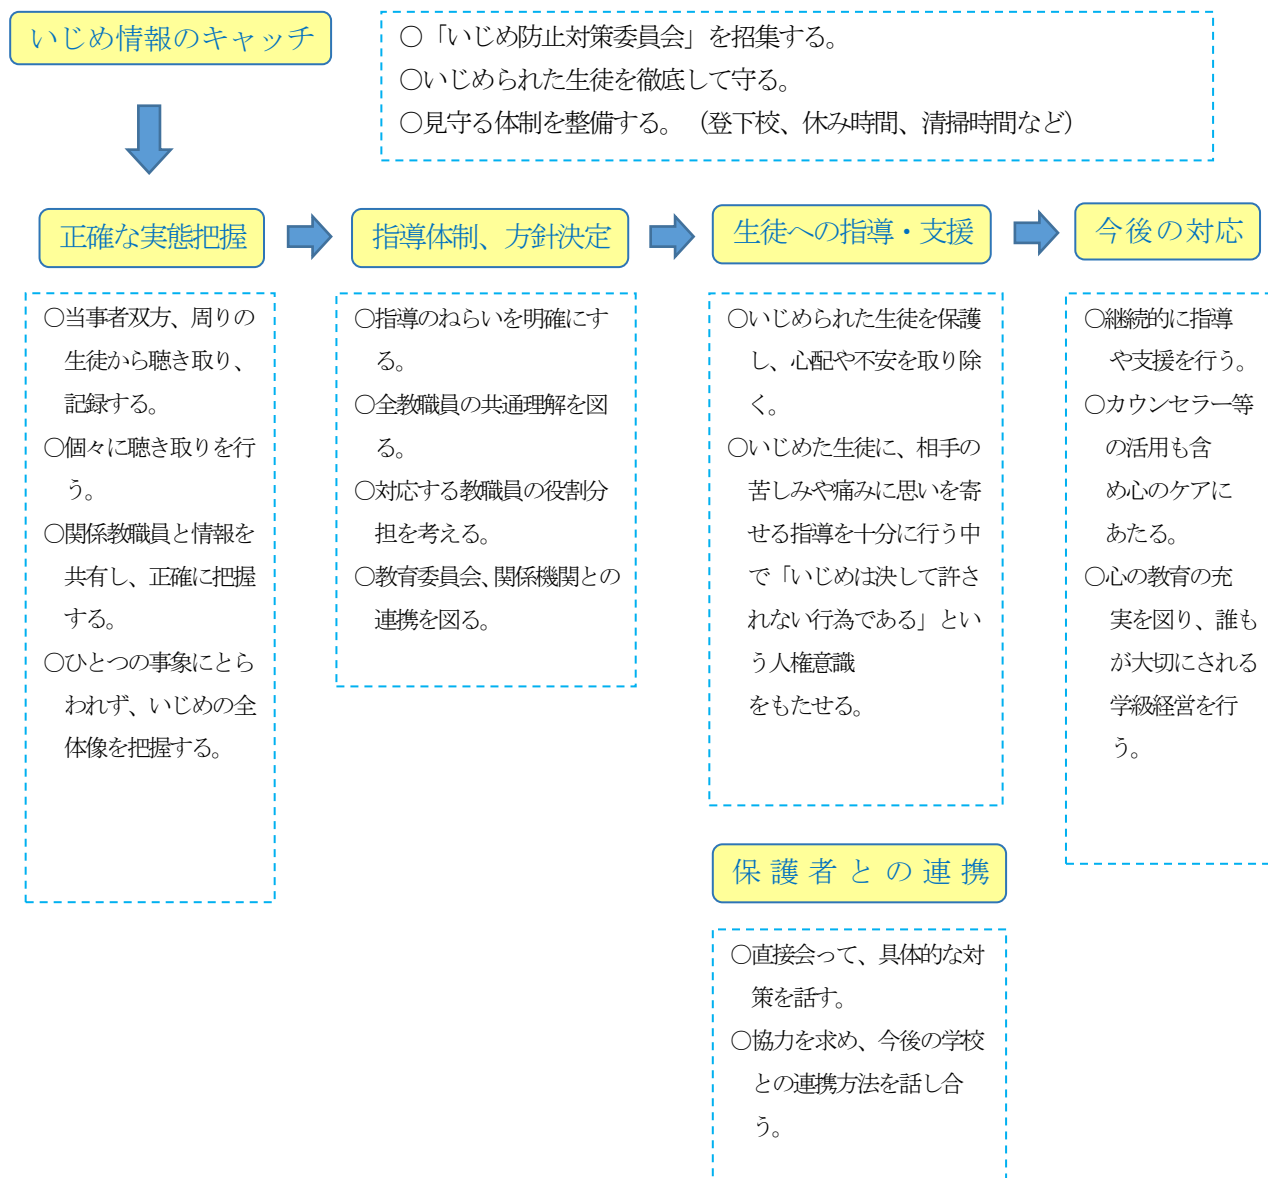 いじめ情報のキャッチ
○「いじめ防止対策委員会」を招集する。
○いじめられた生徒を徹底して守る。
○見守る体制を整備する。（登下校、休み時間、清掃時間など）
正確な実態把握
○当事者双方、周りの
生徒から聴き取り、
記録する。
○個々に聴き取りを行
う。
○関係教職員と情報を
共有し、正確に把握
する。
○ひとつの事象にとら
われず、いじめの全
体像を把握する。
指導体制、方針決定
○指導のねらいを明確にす
る。
○全教職員の共通理解を図
る。
○対応する教職員の役割分
担を考える。
○教育委員会、関係機関との
連携を図る。
生徒への指導・支援
○いじめられた生徒を保護
し、心配や不安を取り除
く。
○いじめた生徒に、相手の
苦しみや痛みに思いを寄
せる指導を十分に行う中
で「いじめは決して許さ
れない行為である」とい
う人権意識
をもたせる。
保護者との連携
○直接会って、具体的な対
策を話す。
○協力を求め、今後の学校
との連携方法を話し合
う。
今後の対応
○継続的に指導
や支援を行う。
○カウンセラー等
の活用も含
め心のケアに
あたる。
○心の教育の充
実を図り、誰も
が大切にされる
学級経営を行
う。